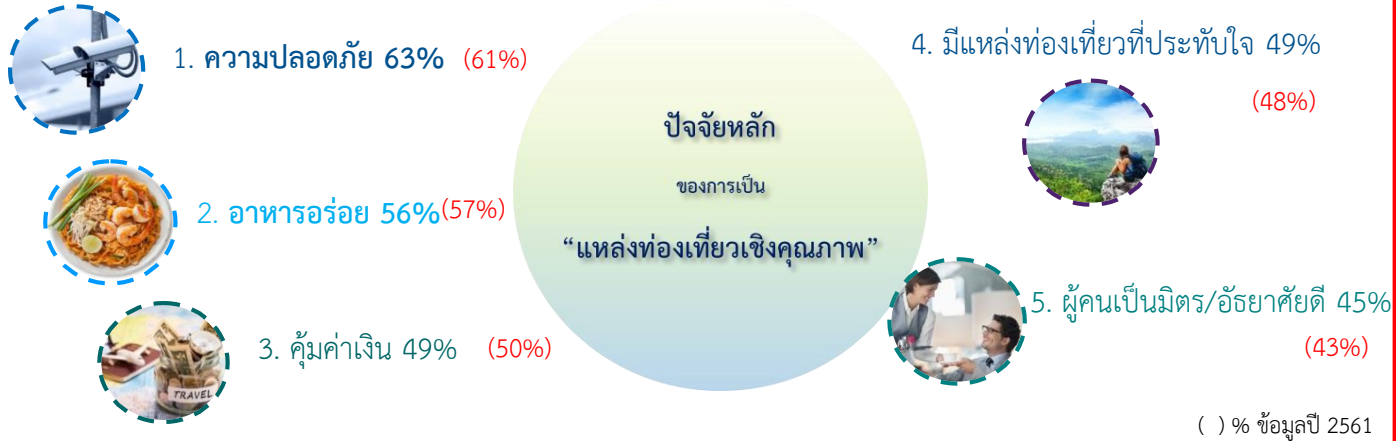 1. ความปลอดภัย 63% (61%)
2. อาหารอร่อย 56% (57%)
3. คุ้มค่าเงิน 49% (50%)
TRAVEL
ปัจจัยหลัก
ของการเป็น
“แหล่งท่องเที่ยวเชิงคุณภาพ”
4. มีแหล่งท่องเที่ยวที่ประทับใจ 49%
(48%)
5. ผู้คนเป็นมิตร/อัธยาศัยดี 45%
(43%)
( ) % ข้อมูลปี 2561